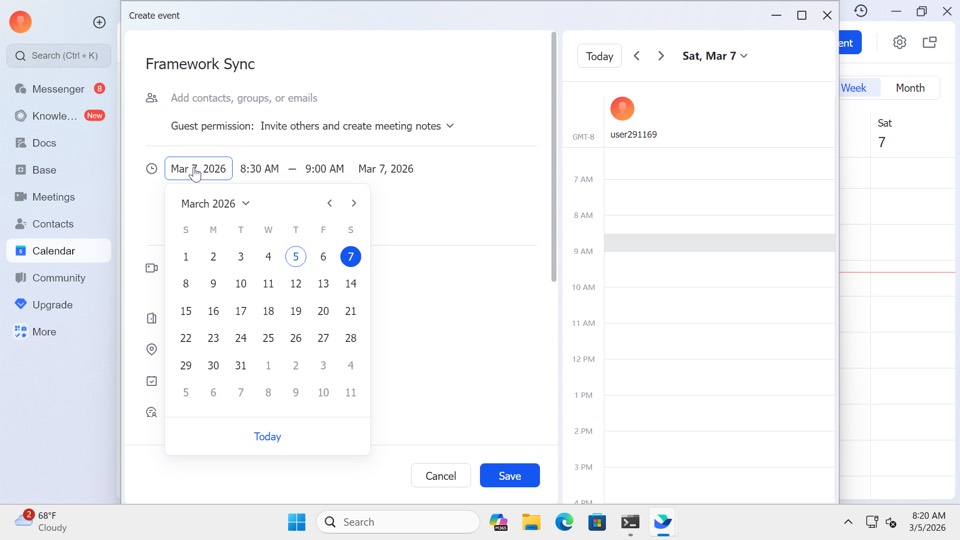 Create event
Search (Ctrl + K)
Messenger 8
Knowle... New
Docs
Base
Meetings
Contacts
Calendar
Community
Upgrade
More
Framework Sync
Add contacts, groups, or emails
Guest permission: Invite others and create meeting notes
Mar 7, 2026 8:30 AM — 9:00 AM Mar 7, 2026
March 2026
S M T W T F S
1 2 3 4 5 6 7
8 9 10 11 12 13 14
15 16 17 18 19 20 21
22 23 24 25 26 27 28
29 30 31 1 2 3 4
5 6 7 8 9 10 11
Today
Cancel Save
Today Sat, Mar 7
GMT-8 user291169
7 AM
8 AM
9 AM
10 AM
11 AM
12 PM
1 PM
2 PM
3 PM
4 PM
ent
Week Month
Sat
7
2
68°F
Cloudy
Search
8:20 AM
3/5/2026